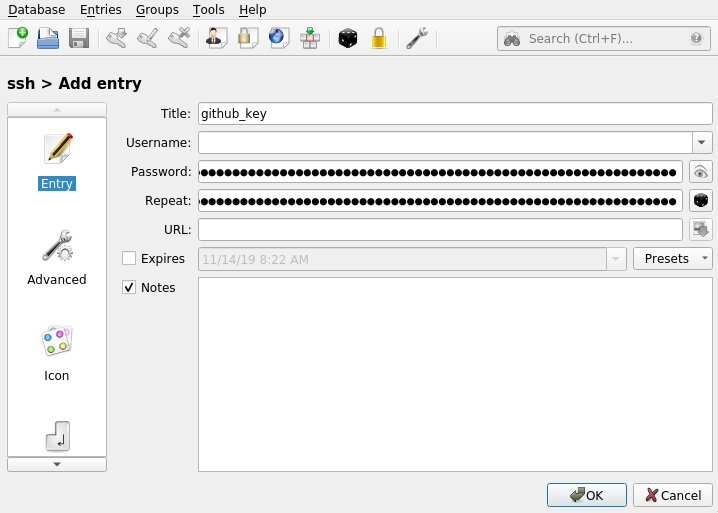 Database Entries Groups Tools Help
Search (Ctrl+F)...
ssh > Add entry
Title: github_key
Username:
Password:
Repeat:
URL:
Expires 11/14/19 8:22 AM Presets
Notes
Entry
Advanced
Icon
OK Cancel